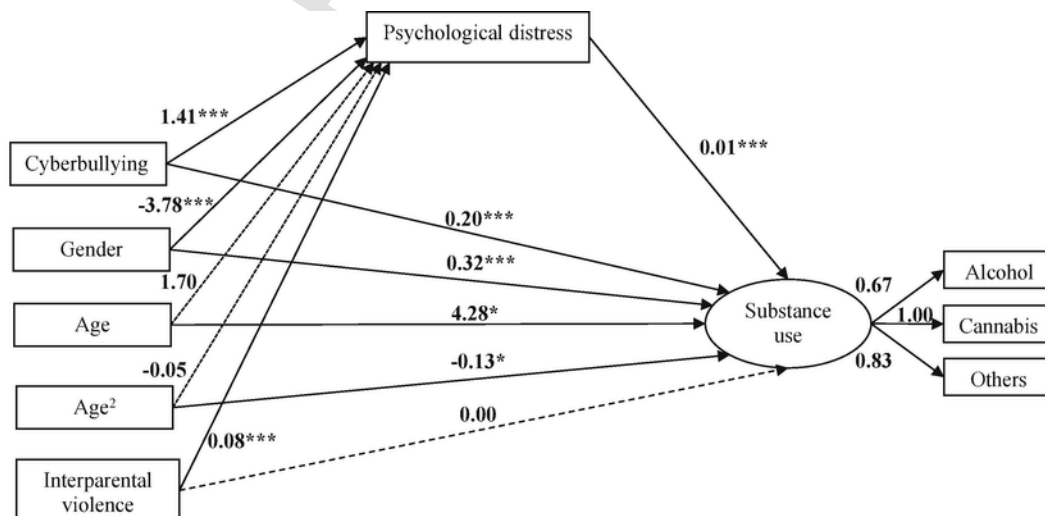 Psychological distress
1.41***
Cyberbullying
0.01***
-3.78***
0.20***
Gender
0.32***
Alcohol
1.70
0.67
Age
4.28*
Substance
use
1.00
Cannabis
-0.05
-0.13*
0.83
Others
Age²
0.00
0.08***
Interparental
violence